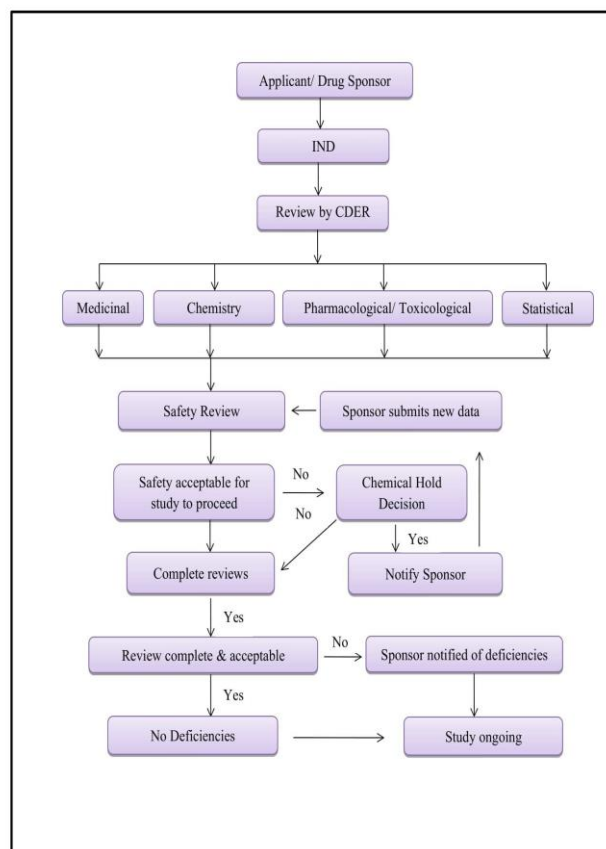 Applicant/ Drug Sponsor
IND
Review by CDER
Medicinal
Chemistry
Pharmacological/ Toxicological
Statistical
Safety Review
Sponsor submits new data
Safety acceptable for
study to proceed
No
No
Chemical Hold
Decision
Yes
Complete reviews
Notify Sponsor
Yes
Review complete & acceptable
No
Sponsor notified of deficiencies
Yes
No Deficiencies
Study ongoing